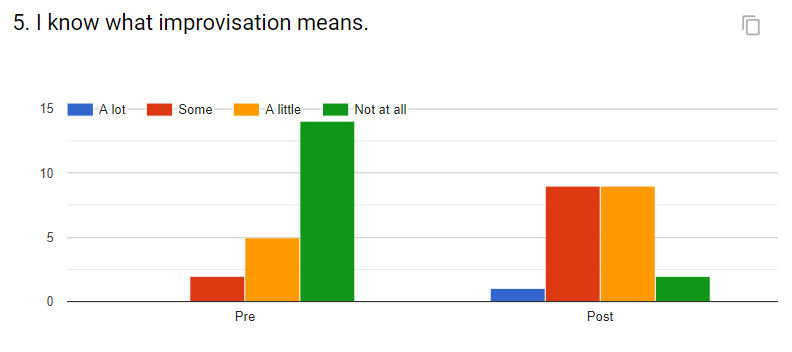 5. I know what improvisation means.
15
A lot
Some
A little
Not at all
10
5
0
Pre
Post